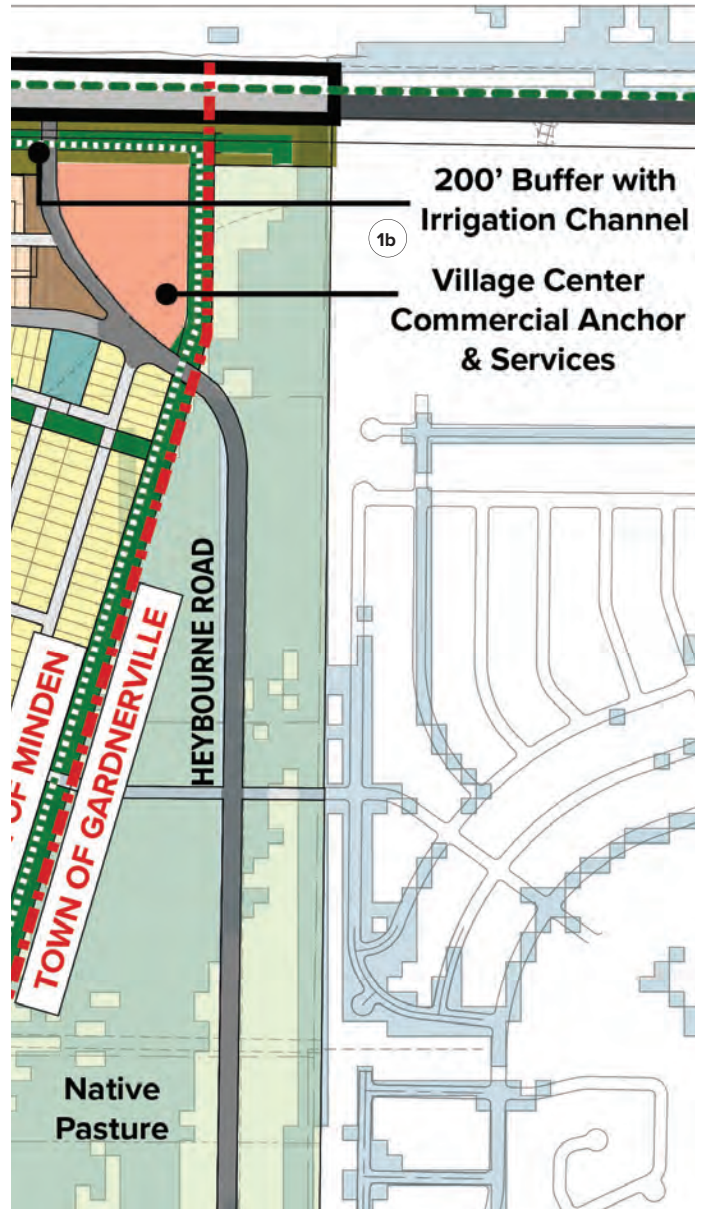 200' Buffer with
Irrigation Channel
1b
Village Center
Commercial Anchor
& Services
HEYBOURNE ROAD
OF MINDEN
TOWN OF GARDNERVILLE
Native
Pasture